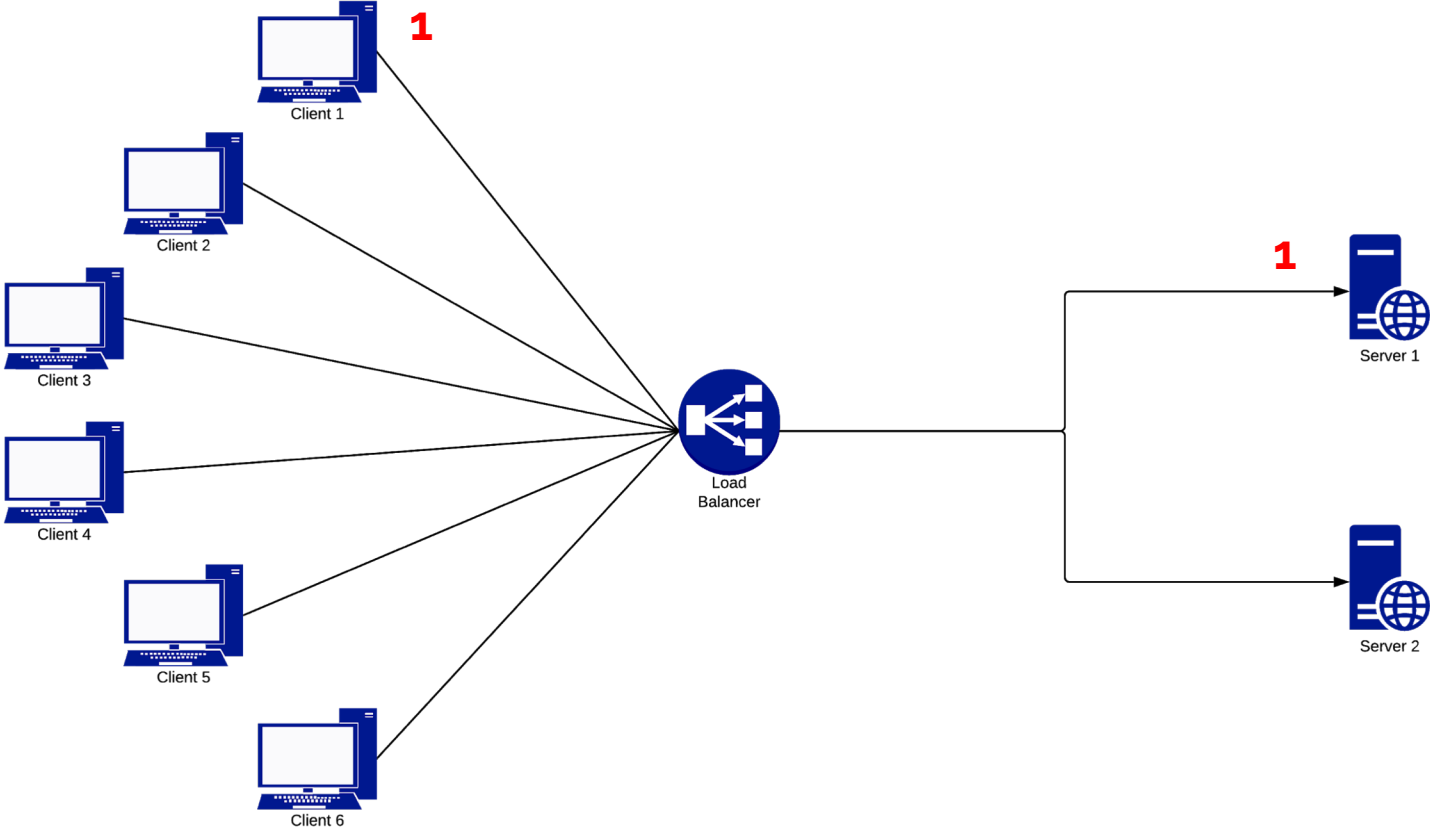 1
Client 1
Client 2
Client 3
Client 4
Client 5
Client 6
Load
Balancer
1
Server 1
Server 2